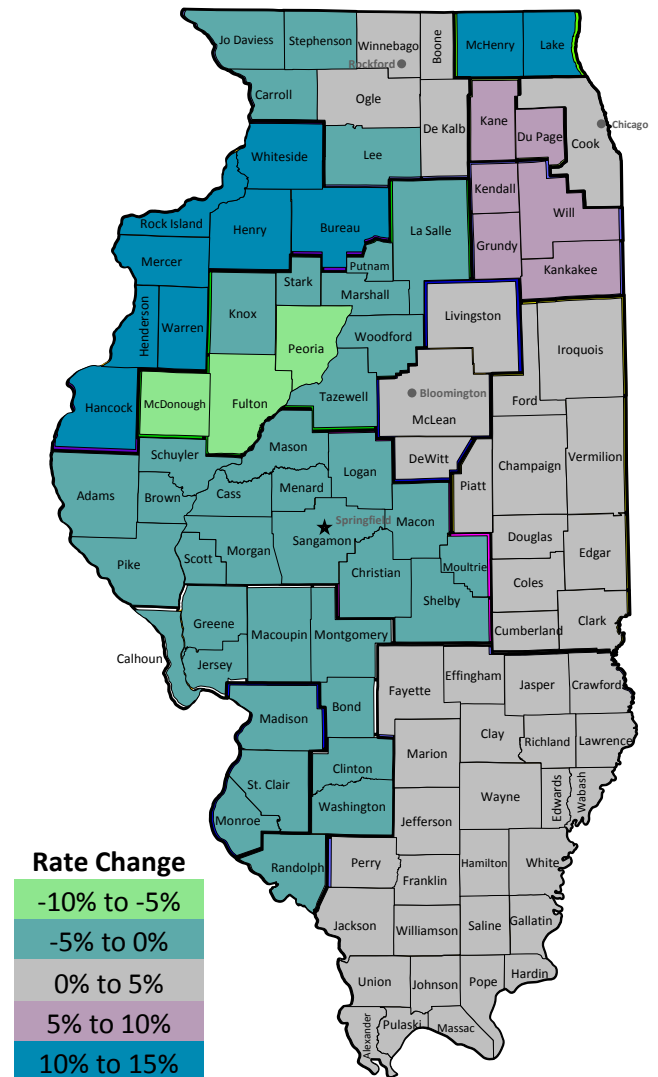 Jo Daviess
Stephenson
Winnebago
Boone
McHenry
Lake
Rockford
Carroll
Ogle
De Kalb
Kane
Du Page
Cook
Chicago
Whiteside
Lee
Kendall
Will
Rock Island
Henry
Bureau
La Salle
Grundy
Kankakee
Mercer
Putnam
Stark
Marshall
Henderson
Warren
Knox
Peoria
Woodford
Livingston
Iroquois
Hancock
McDonough
Fulton
Tazewell
Bloomington
McLean
Ford
Schuyler
Mason
Logan
DeWitt
Piatt
Champaign
Vermilion
Adams
Brown
Cass
Menard
Springfield
Macon
Sangamon
Douglas
Edgar
Pike
Scott
Morgan
Christian
Moultrie
Coles
Shelby
Greene
Macoupin
Montgomery
Cumberland
Clark
Calhoun
Jersey
Effingham
Fayette
Jasper
Crawford
Madison
Bond
Clay
Richland
Lawrence
Marion
Clinton
St. Clair
Wayne
Edwards
Wabash
Washington
Monroe
Jefferson
Randolph
Perry
Hamilton
White
Franklin
Jackson
Williamson
Saline
Gallatin
Union
Johnson
Pope
Hardin
Alexander
Pulaski
Massac
Rate Change
-10% to -5%
-5% to 0%
0% to 5%
5% to 10%
10% to 15%